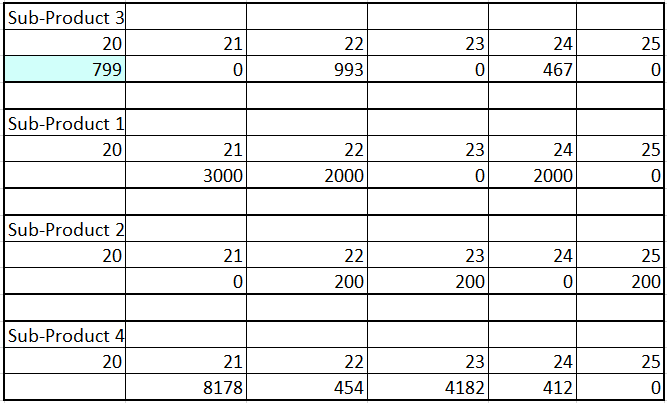 Sub-Product 3
20 21 22 23 24 25
799 0 993 0 467 0
Sub-Product 1
20 21 22 23 24 25
3000 2000 0 2000 0
Sub-Product 2
20 21 22 23 24 25
0 200 200 0 200
Sub-Product 4
20 21 22 23 24 25
8178 454 4182 412 0